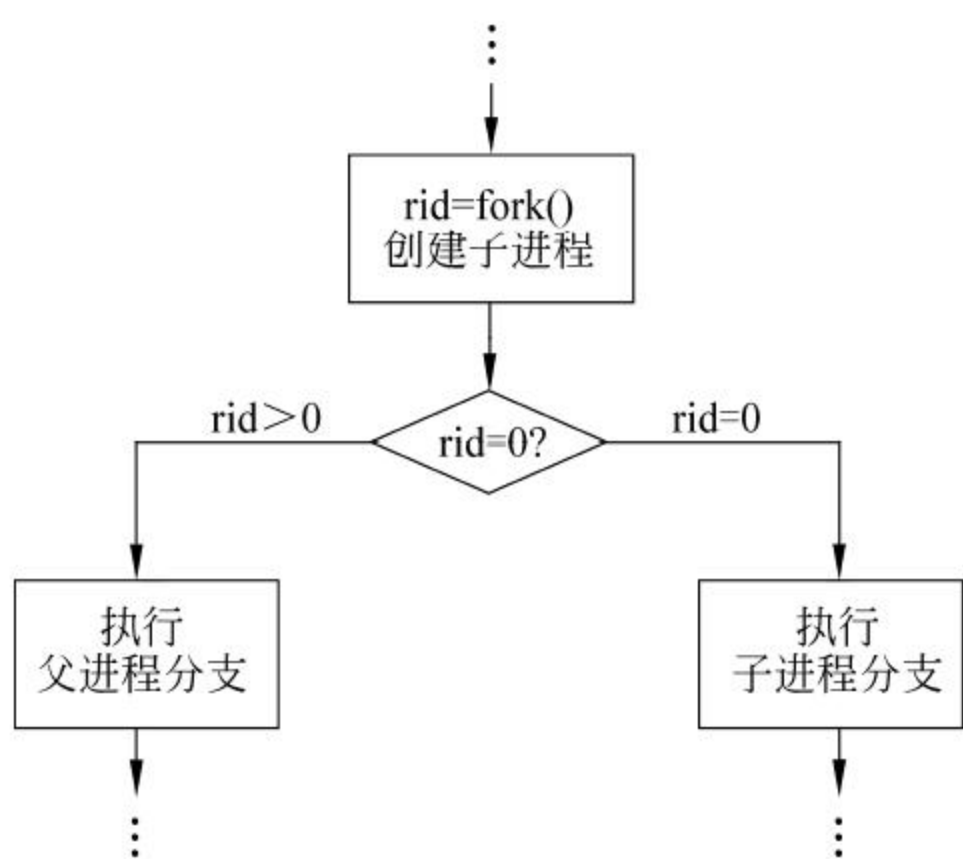 rid=fork()
创建子进程
rid>0
rid=0?
rid=0
执行
父进程分支
执行
子进程分支